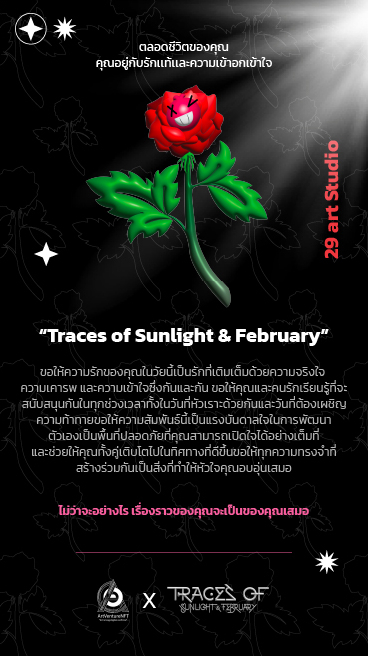 ตลอดชีวิตของคุณ
คุณอยู่กับรักแท้และความเข้าอกเข้าใจ
29 art Studio
“Traces of Sunlight & February”
ขอให้ความรักของคุณในวัยนี้เป็นรักที่เติมเต็มด้วยความจริงใจ
ความเคารพ และความเข้าใจซึ่งกันและกัน ขอให้คุณและคนรักเรียนรู้ที่จะ
สนับสนุนกันในทุกช่วงเวลาทั้งในวันที่หัวเราะด้วยกันและวันที่ต้องเผชิญ
ความท้าทายขอให้ความสัมพันธ์นี้เป็นแรงบันดาลใจในการพัฒนา
ตัวเองเป็นพื้นที่ปลอดภัยที่คุณสามารถเปิดใจได้อย่างเต็มที่
และช่วยให้คุณทั้งคู่เติบโตไปในทิศทางที่ดีขึ้นขอให้ทุกความทรงจำที่
สร้างร่วมกันเป็นสิ่งที่ทำให้หัวใจคุณอบอุ่นเสมอ
ไม่ว่าจะอย่างไร เรื่องราวของคุณจะเป็นของคุณเสมอ
ArtVentureNFT
X
TRACES OF
SUNLIGHT & FEBRUARY